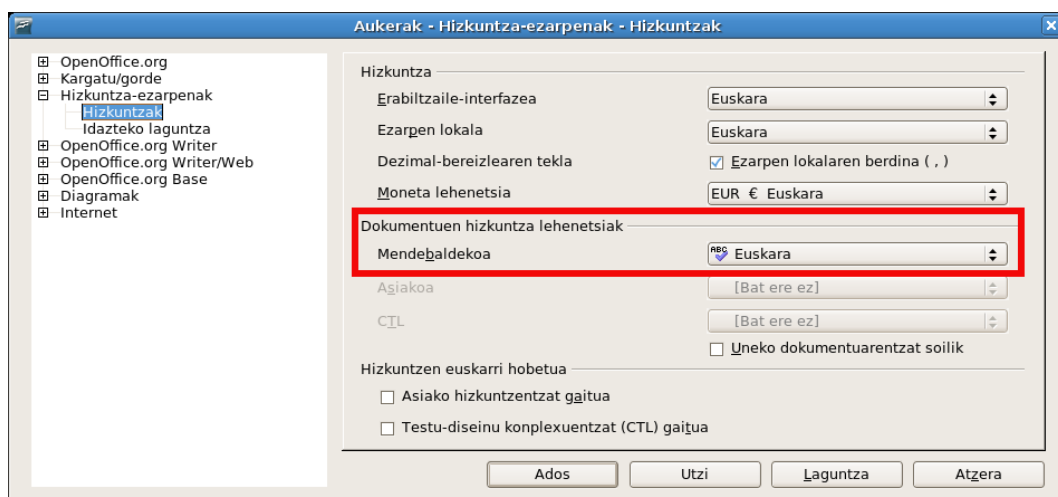 Aukerak - Hizkuntza-ezarpenak - Hizkuntzak
OpenOffice.org
Kargatu/gorde
Hizkuntza-ezarpenak
Hizkuntzak
Idazteko laguntza
OpenOffice.org Writer
OpenOffice.org Writer/Web
OpenOffice.org Base
Diagramak
Internet
Hizkuntza
Erabiltzaile-interfazea Euskara
Ezarpen lokala Euskara
Dezimal-bereizlearen tekla Ezarpen lokalaren berdina ( , )
Moneta lehenetsia EUR € Euskara
Dokumentuen hizkuntza lehenetsiak
Mendebaldekoa ABC Euskara
Asiakoa [Bat ere ez]
CTL [Bat ere ez]
Uneko dokumentuarentzat soilik
Hizkuntzen euskarri hobetua
Asiako hizkuntzentzat gaitua
Testu-diseinu konplexuentzat (CTL) gaitua
Ados Utzi Laguntza Atzera